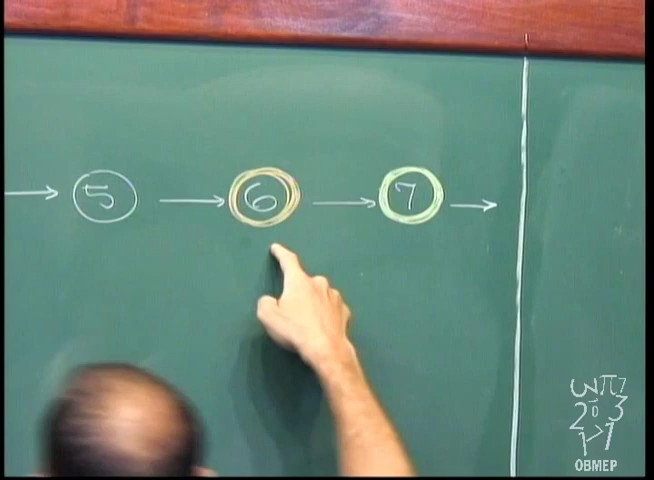 → 5 → 6 → 7 →
OBMEP